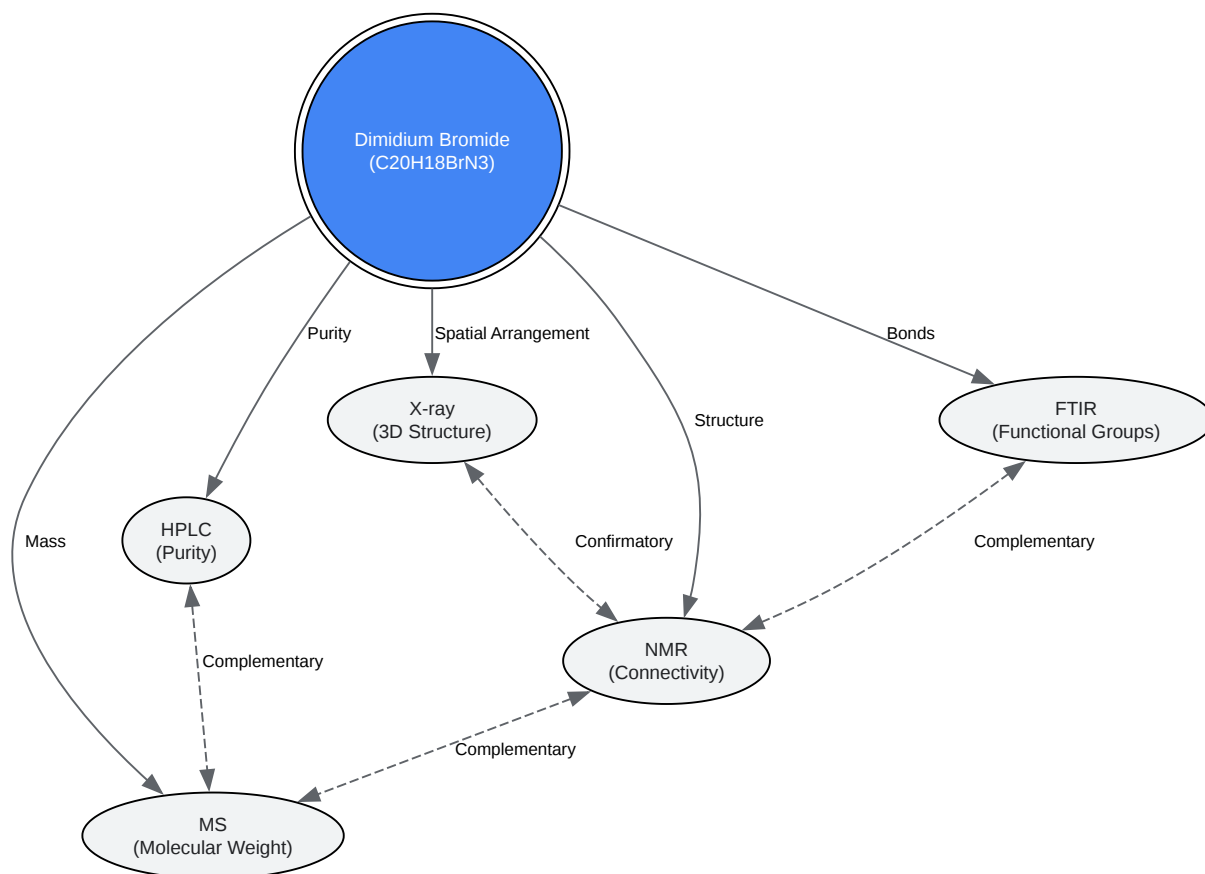 Dimidium Bromide
(C20H18BrN3)
Purity
Spatial Arrangement
Bonds
X-ray
(3D Structure)
FTIR
(Functional Groups)
Structure
HPLC
(Purity)
Mass
Confirmatory
Complementary
NMR
(Connectivity)
Complementary
Complementary
MS
(Molecular Weight)